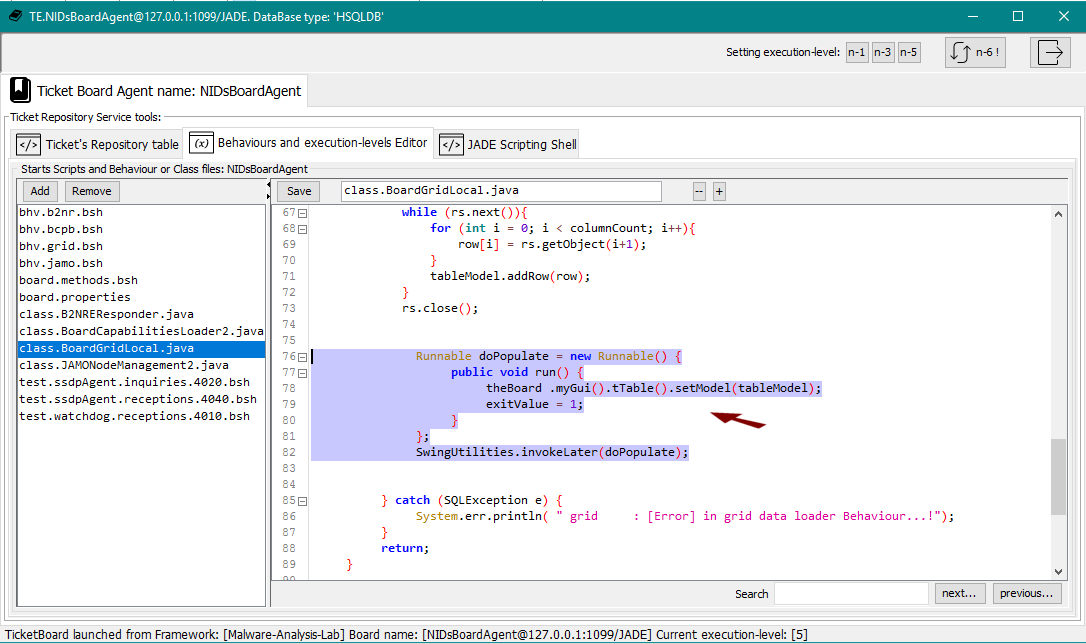 TE.NIDsBoardAgent@127.0.0.1:1099/JADE. DataBase type: 'HSQLDB'
Setting execution-level: n-1 n-3 n-5 n-6 !
Ticket Board Agent name: NIDsBoardAgent
Ticket Repository Service tools:
</> Ticket's Repository table (x) Behaviours and execution-levels Editor </> JADE Scripting Shell
Starts Scripts and Behaviour or Class files: NIDsBoardAgent
Add Remove
bhv.b2nr.bsh
bhv.bcpb.bsh
bhv.grid.bsh
bhv.jamo.bsh
board.methods.bsh
board.properties
class.B2NREResponder.java
class.BoardCapabilitiesLoader2.java
class.BoardGridLocal.java
class.JAMONodeManagement2.java
test.ssdpAgent.inquiries.4020.bsh
test.ssdpAgent.receptions.4040.bsh
test.watchdog.receptions.4010.bsh
Save class.BoardGridLocal.java -- +
67 while (rs.next()){
68 for (int i = 0; i < columnCount; i++){
69 row[i] = rs.getObject(i+1);
70 }
71 tableModel.addRow(row);
72 }
73 rs.close();
74
75
76 Runnable doPopulate = new Runnable() {
77 public void run() {
78 theBoard .myGui().tTable().setModel(tableModel);
79 exitValue = 1;
80 }
81 };
82 SwingUtilities.invokeLater(doPopulate);
83
84
85 } catch (SQLException e) {
86 System.err.println( " grid     : [Error] in grid data loader Behaviour...!");
87 }
88 return;
89 }
90
Search next... previous...
TicketBoard launched from Framework: [Malware-Analysis-Lab] Board name: [NIDsBoardAgent@127.0.0.1:1099/JADE] Current execution-level: [5]